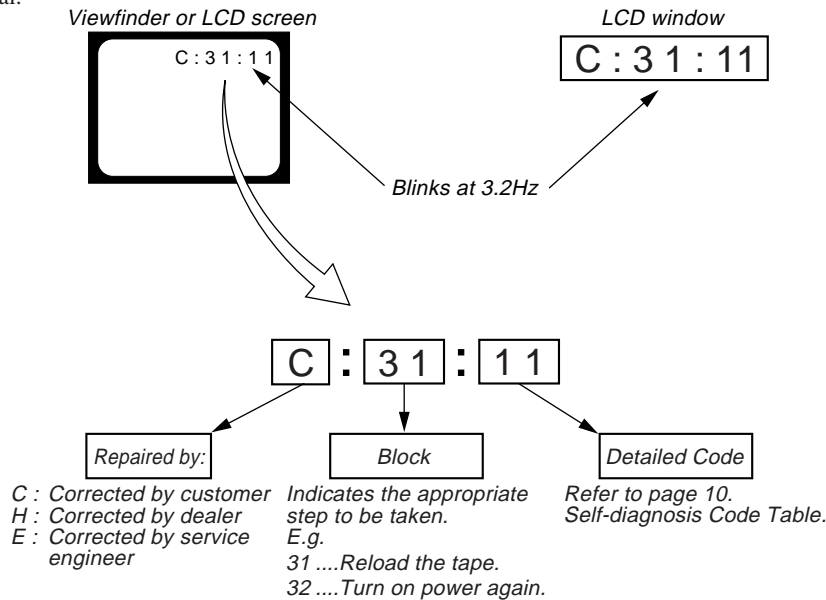 Viewfinder or LCD screen
LCD window
C : 3 1 : 1 1
C : 3 1 : 11
Blinks at 3.2Hz
C : 3 1 : 1 1
Repaired by:
C : Corrected by customer
H : Corrected by dealer
E : Corrected by service
engineer
Block
Indicates the appropriate
step to be taken.
E.g.
31 ....Reload the tape.
32 ....Turn on power again.
Detailed Code
Refer to page 10.
Self-diagnosis Code Table.